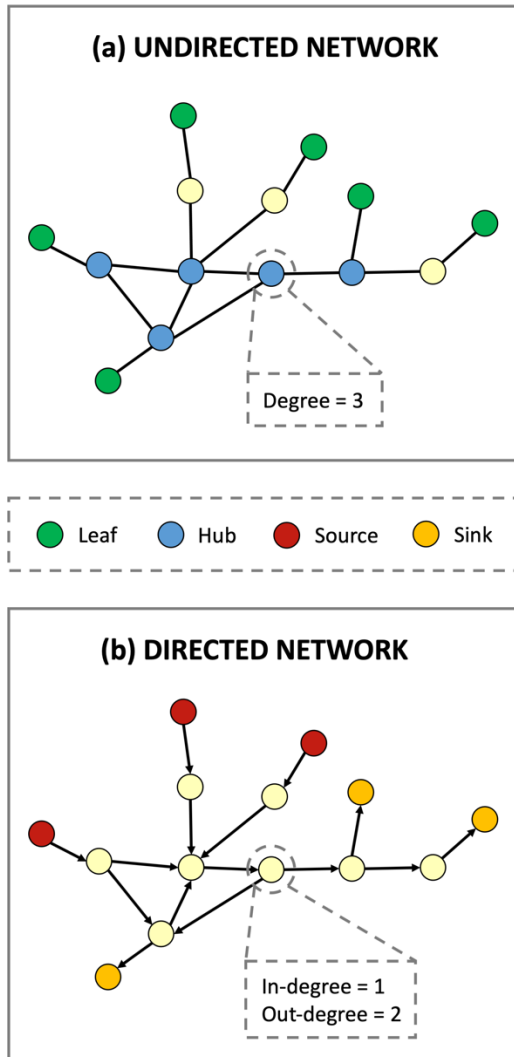 (a) UNDIRECTED NETWORK
Degree = 3
Leaf Hub Source Sink
(b) DIRECTED NETWORK
In-degree = 1
Out-degree = 2